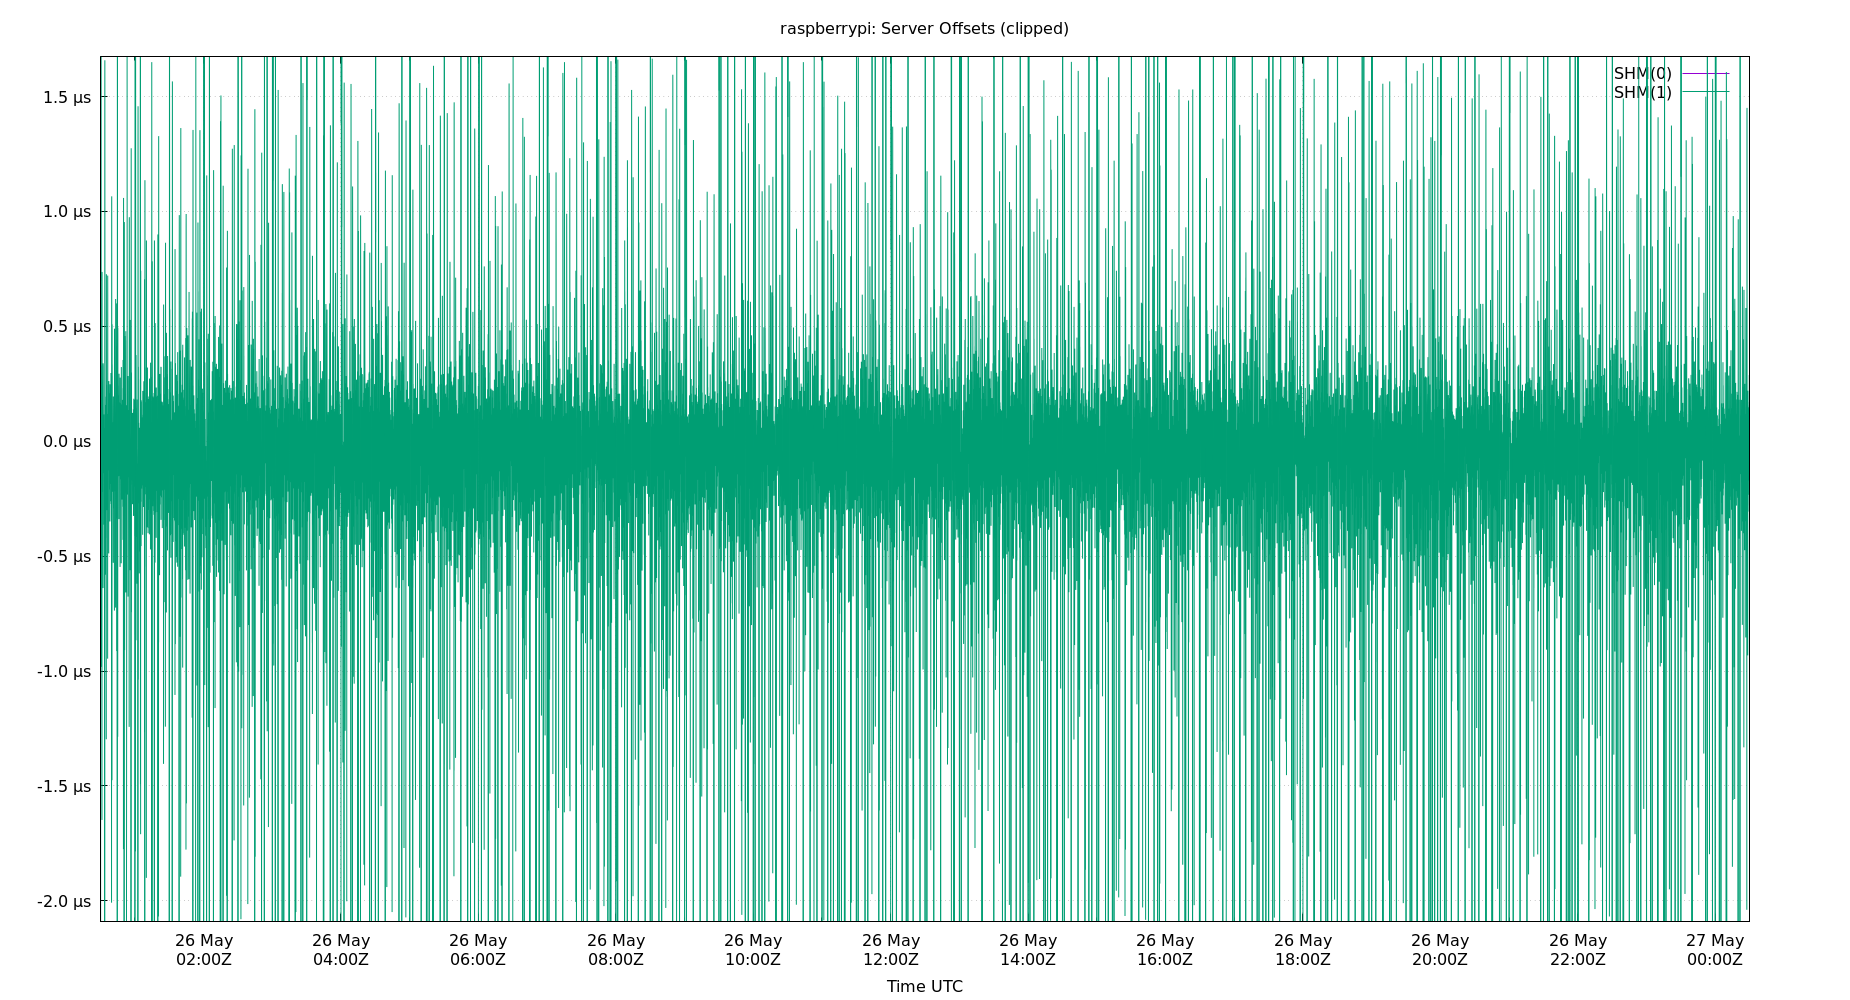 raspberrypi: Server Offsets (clipped)
SHM(0)
SHM(1)
1.5 µs
1.0 µs
0.5 µs
0.0 µs
-0.5 µs
-1.0 µs
-1.5 µs
-2.0 µs
26 May 26 May 26 May 26 May 26 May 26 May 26 May 26 May 26 May 26 May 26 May 27 May
02:00Z 04:00Z 06:00Z 08:00Z 10:00Z 12:00Z 14:00Z 16:00Z 18:00Z 20:00Z 22:00Z 00:00Z
Time UTC